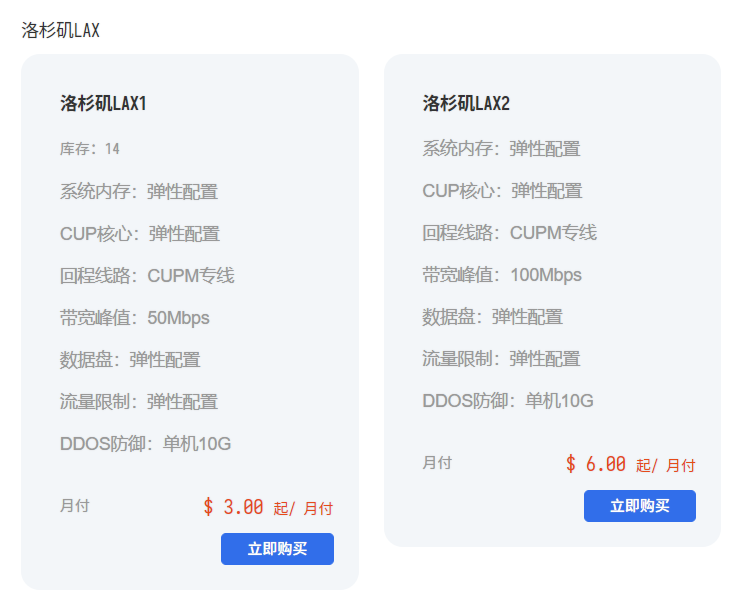 洛杉矶LAX
洛杉矶LAX1
库存：14
系统内存：弹性配置
CUP核心：弹性配置
回程线路：CUPM专线
带宽峰值：50Mbps
数据盘：弹性配置
流量限制：弹性配置
DDOS防御：单机10G
月付
$ 3.00 起/ 月付
立即购买
洛杉矶LAX2
系统内存：弹性配置
CUP核心：弹性配置
回程线路：CUPM专线
带宽峰值：100Mbps
数据盘：弹性配置
流量限制：弹性配置
DDOS防御：单机10G
月付
$ 6.00 起/ 月付
立即购买